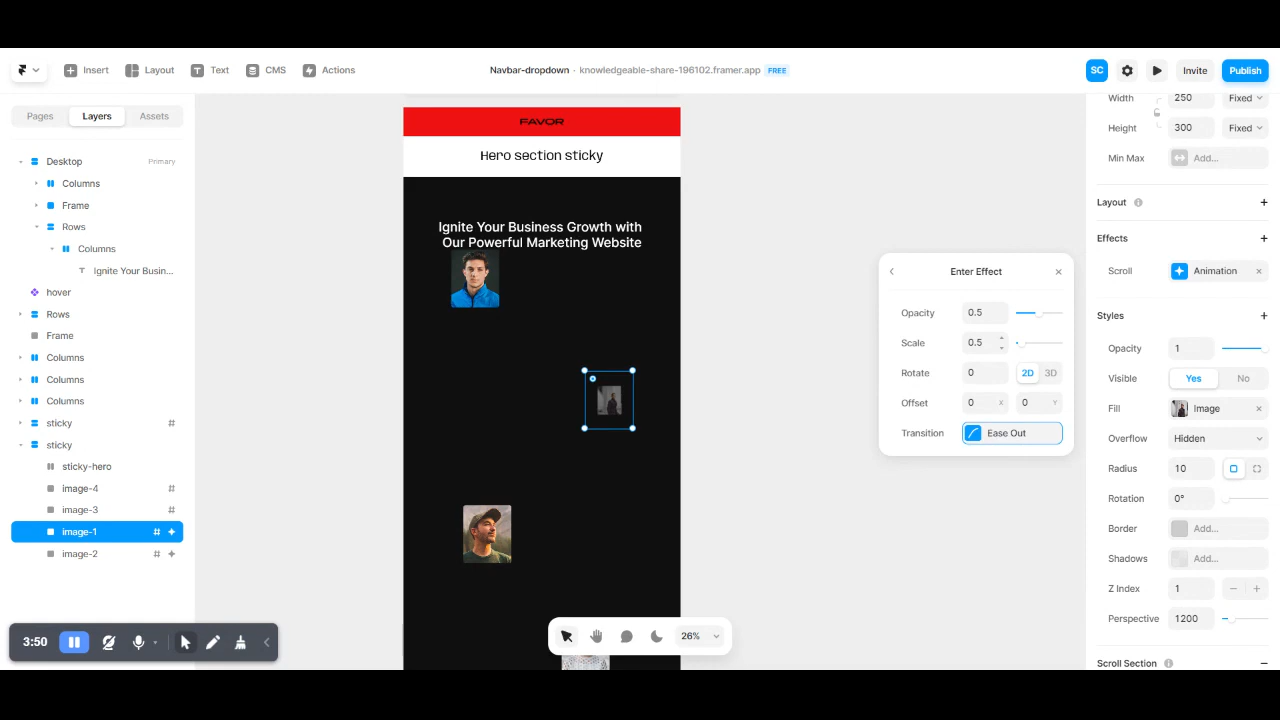 Insert Layout Text CMS Actions
Navbar-dropdown - knowledgeable-share-196102.framer.app FREE
SC Invite Publish
Pages Layers Assets
Desktop Primary
Columns
Frame
Rows
Columns
T Ignite Your Busin...
hover
Rows
Frame
Columns
Columns
Columns
sticky #
sticky
sticky-hero
image-4 #
image-3 #
image-1 #
image-2 #
3:50
FAVOR
Hero section sticky
Ignite Your Business Growth with
Our Powerful Marketing Website
26%
Enter Effect
Opacity 0.5
Scale 0.5
Rotate 0 2D 3D
Offset 0 X 0 Y
Transition Ease Out
Width 250 Fixed
Height 300 Fixed
Min Max Add...
Layout
Effects
Scroll Animation
Styles
Opacity 1
Visible Yes No
Fill Image
Overflow Hidden
Radius 10
Rotation 0°
Border Add...
Shadows Add...
Z Index 1
Perspective 1200
Scroll Section